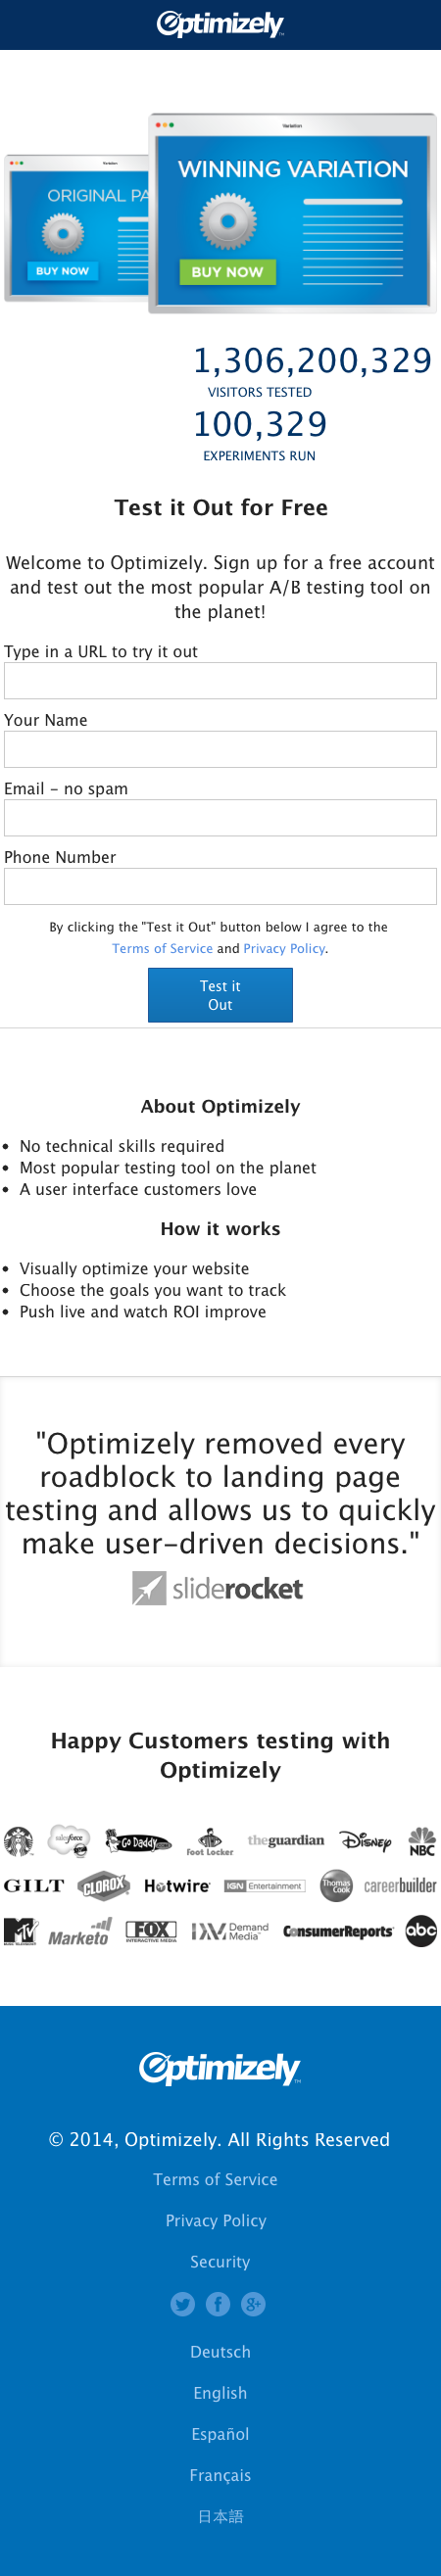 Optimizely
Variation
Variation
WINNING VARIATION
ORIGINAL PA
BUY NOW
BUY NOW
1,306,200,329
VISITORS TESTED
100,329
EXPERIMENTS RUN
Test it Out for Free
Welcome to Optimizely. Sign up for a free account
and test out the most popular A/B testing tool on
the planet!
Type in a URL to try it out
Your Name
Email - no spam
Phone Number
By clicking the "Test it Out" button below I agree to the
Terms of Service and Privacy Policy.
Test it
Out
About Optimizely
• No technical skills required
• Most popular testing tool on the planet
• A user interface customers love
How it works
• Visually optimize your website
• Choose the goals you want to track
• Push live and watch ROI improve
"Optimizely removed every
roadblock to landing page
testing and allows us to quickly
make user-driven decisions."
sliderocket
Happy Customers testing with
Optimizely
salesforce Go Daddy Foot Locker theguardian Disney NBC
GILT CLOROX Hotwire IGN Entertainment Thomas Cook careerbuilder
MTV Marketo FOX INTERACTIVE MEDIA Demand Media ConsumerReports abc
Optimizely
© 2014, Optimizely. All Rights Reserved
Terms of Service
Privacy Policy
Security
Deutsch
English
Español
Français
日本語